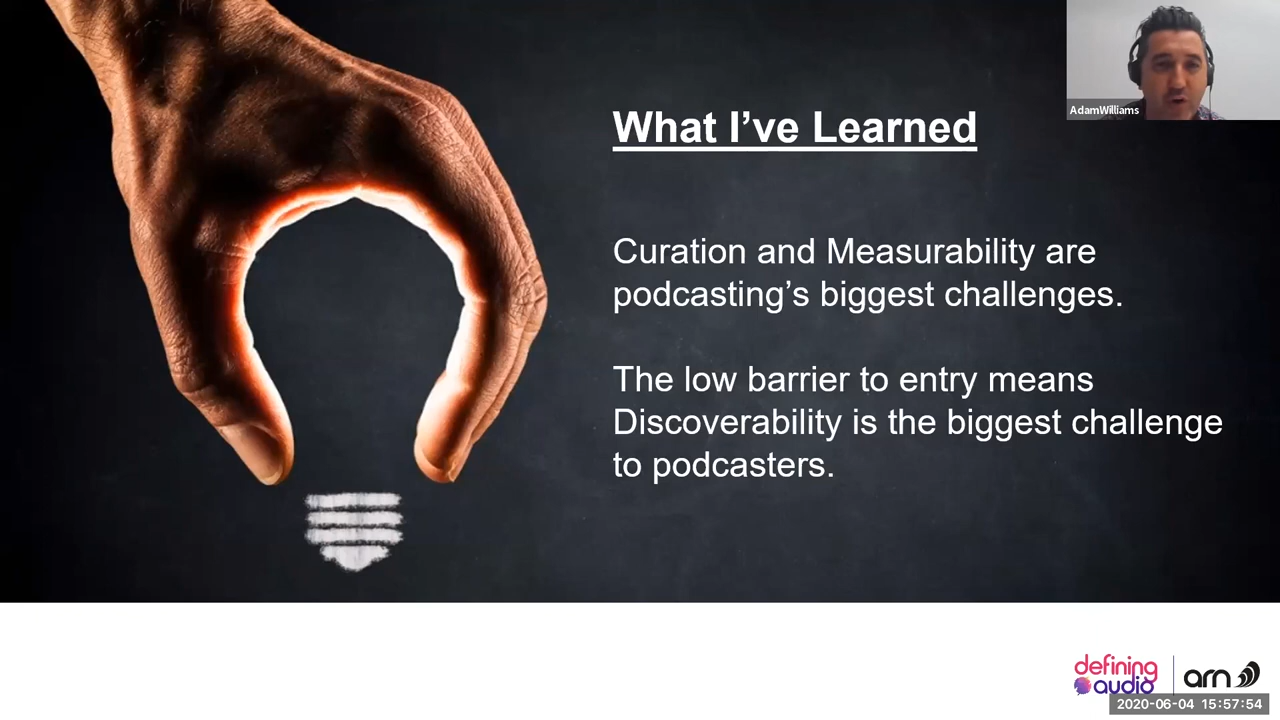 What I’ve Learned
AdamWilliams
Curation and Measurability are
podcasting’s biggest challenges.
The low barrier to entry means
Discoverability is the biggest challenge
to podcasters.
defining
audio
arn
2020-06-04 15:57:54